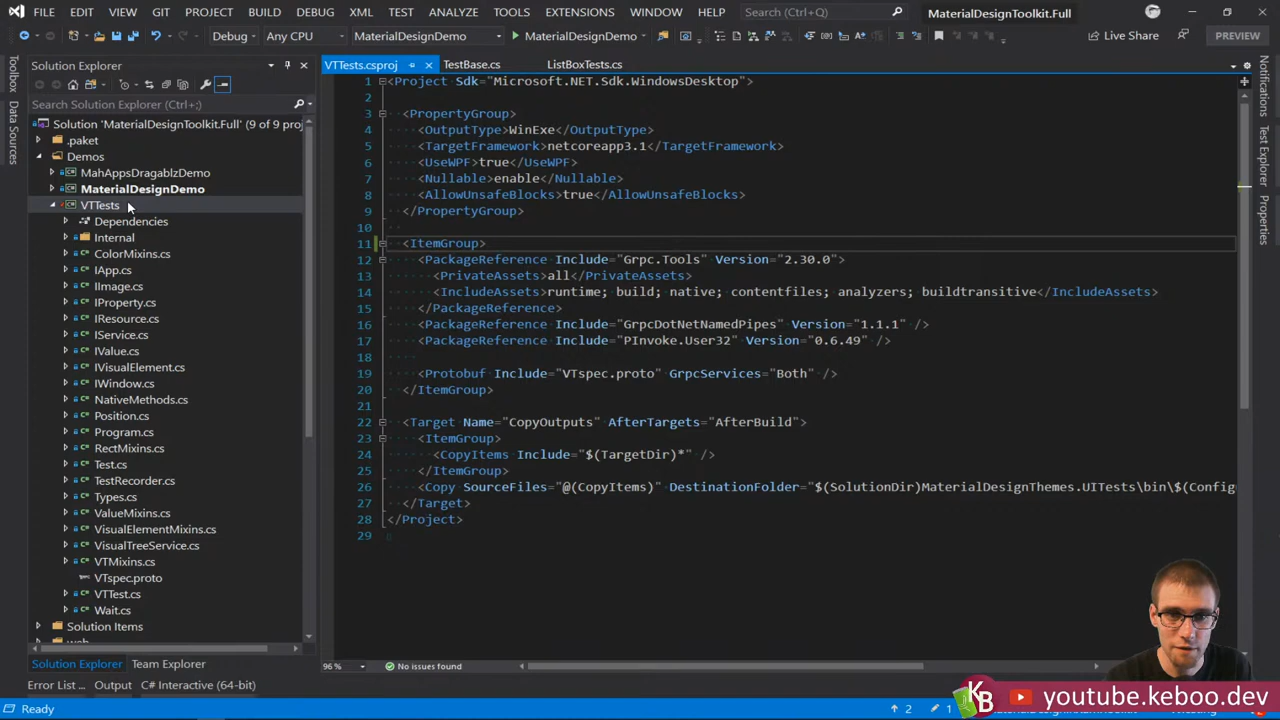 FILE EDIT VIEW GIT PROJECT BUILD DEBUG XML TEST ANALYZE TOOLS EXTENSIONS WINDOW HELP Search (Ctrl+Q) MaterialDesignToolkit.Full
Debug Any CPU MaterialDesignDemo MaterialDesignDemo Live Share PREVIEW
Toolbox
Data Sources
Solution Explorer
Search Solution Explorer (Ctrl+;)
Solution 'MaterialDesignToolkit.Full' (9 of 9 proj
.paket
Demos
MahAppsDragablzDemo
MaterialDesignDemo
VTTests
Dependencies
Internal
ColorMixins.cs
IApp.cs
IImage.cs
IProperty.cs
IResource.cs
IService.cs
IValue.cs
IVisualElement.cs
IWindow.cs
NativeMethods.cs
Position.cs
Program.cs
RectMixins.cs
Test.cs
TestRecorder.cs
Types.cs
ValueMixins.cs
VisualElementMixins.cs
VisualTreeService.cs
VTMixins.cs
VTspec.proto
VTTest.cs
Wait.cs
Solution Items
web
Solution Explorer Team Explorer
VTTests.csproj TestBase.cs ListBoxTests.cs
1 <Project Sdk="Microsoft.NET.Sdk.WindowsDesktop">
2
3 <PropertyGroup>
4 <OutputType>WinExe</OutputType>
5 <TargetFramework>netcoreapp3.1</TargetFramework>
6 <UseWPF>true</UseWPF>
7 <Nullable>enable</Nullable>
8 <AllowUnsafeBlocks>true</AllowUnsafeBlocks>
9 </PropertyGroup>
10
11 <ItemGroup>
12 <PackageReference Include="Grpc.Tools" Version="2.30.0">
13 <PrivateAssets>all</PrivateAssets>
14 <IncludeAssets>runtime; build; native; contentfiles; analyzers; buildtransitive</IncludeAssets>
15 </PackageReference>
16 <PackageReference Include="GrpcDotNetNamedPipes" Version="1.1.1" />
17 <PackageReference Include="PInvoke.User32" Version="0.6.49" />
18
19 <Protobuf Include="VTspec.proto" GrpcServices="Both" />
20 </ItemGroup>
21
22 <Target Name="CopyOutputs" AfterTargets="AfterBuild">
23 <ItemGroup>
24 <CopyItems Include="$(TargetDir)*" />
25 </ItemGroup>
26 <Copy SourceFiles="@(CopyItems)" DestinationFolder="$(SolutionDir)MaterialDesignThemes.UITests\bin\$(Config
27 </Target>
28 </Project>
29
96 % No issues found
Notifications
Test Explorer
Properties
Error List ... Output C# Interactive (64-bit)
Ready 2 1
KB youtube.keboo.dev